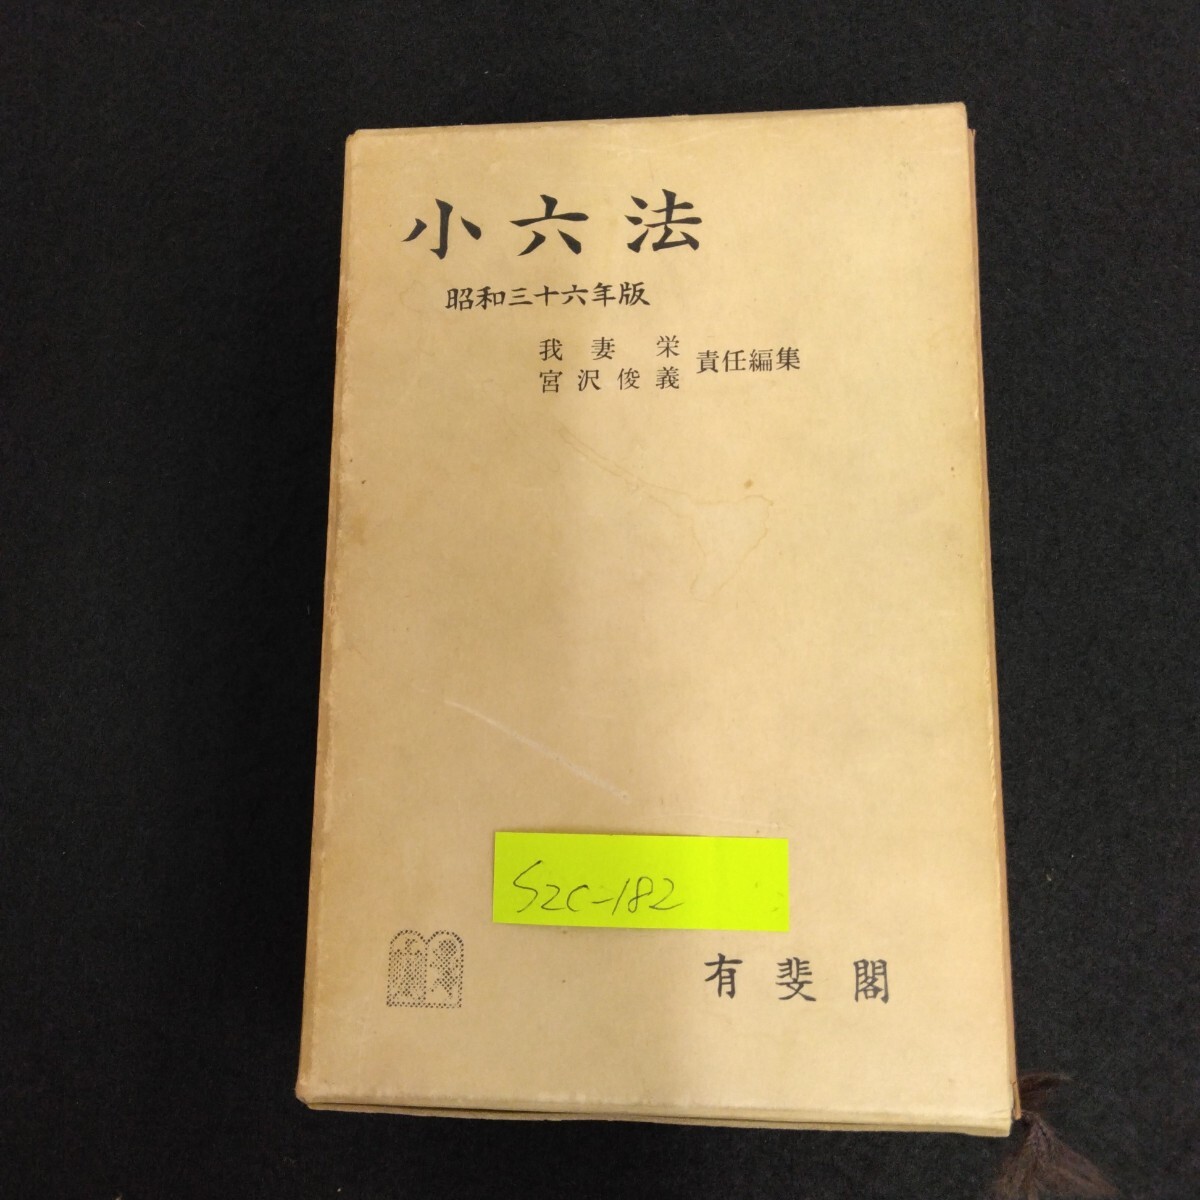 小六法
昭和三十六年版
我妻栄
宮沢俊義
責任編集
S2C-182
有斐閣